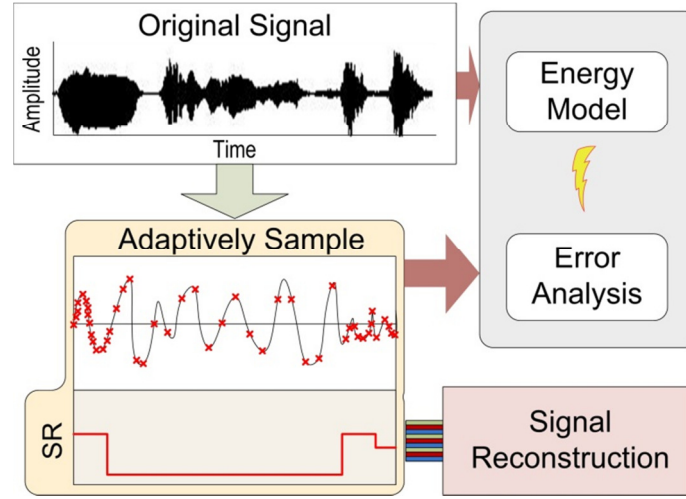 Original Signal
Amplitude
Time
Energy
Model
Adaptively Sample
Error
Analysis
SR
Signal
Reconstruction